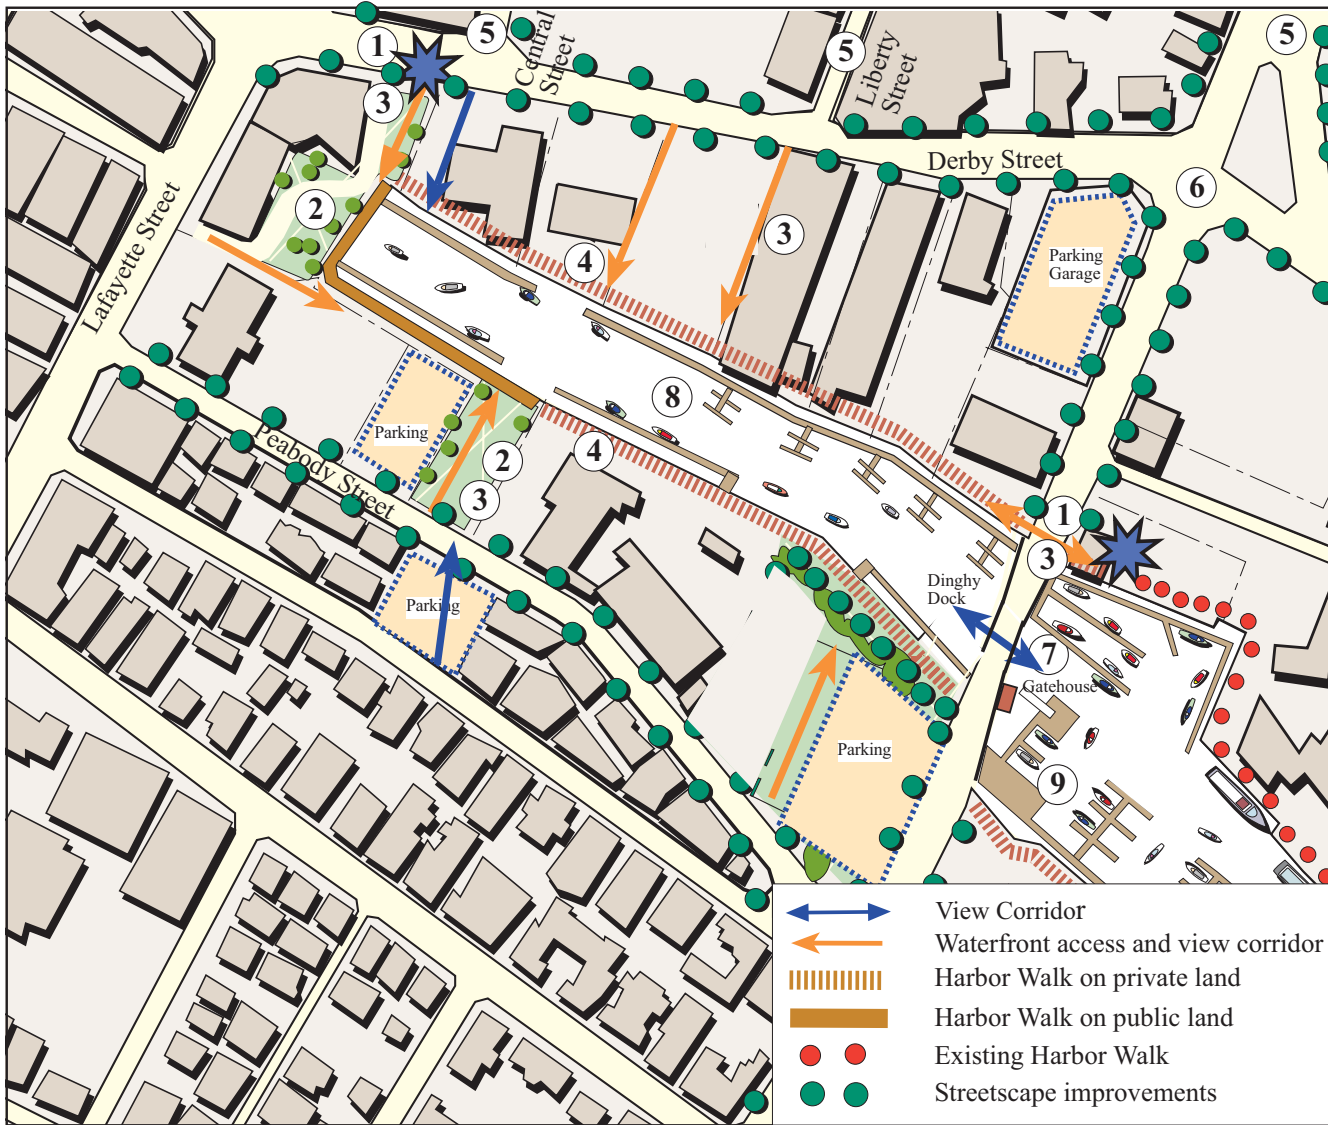 1
5
Central
Street
5
Liberty
Street
5
3
Derby Street
6
2
3
4
Parking
Garage
Lafayette Street
8
Parking
2
4
3
Peabody Street
1
3
Parking
Dinghy
Dock
7
Gatehouse
Parking
9
View Corridor
Waterfront access and view corridor
Harbor Walk on private land
Harbor Walk on public land
Existing Harbor Walk
Streetscape improvements